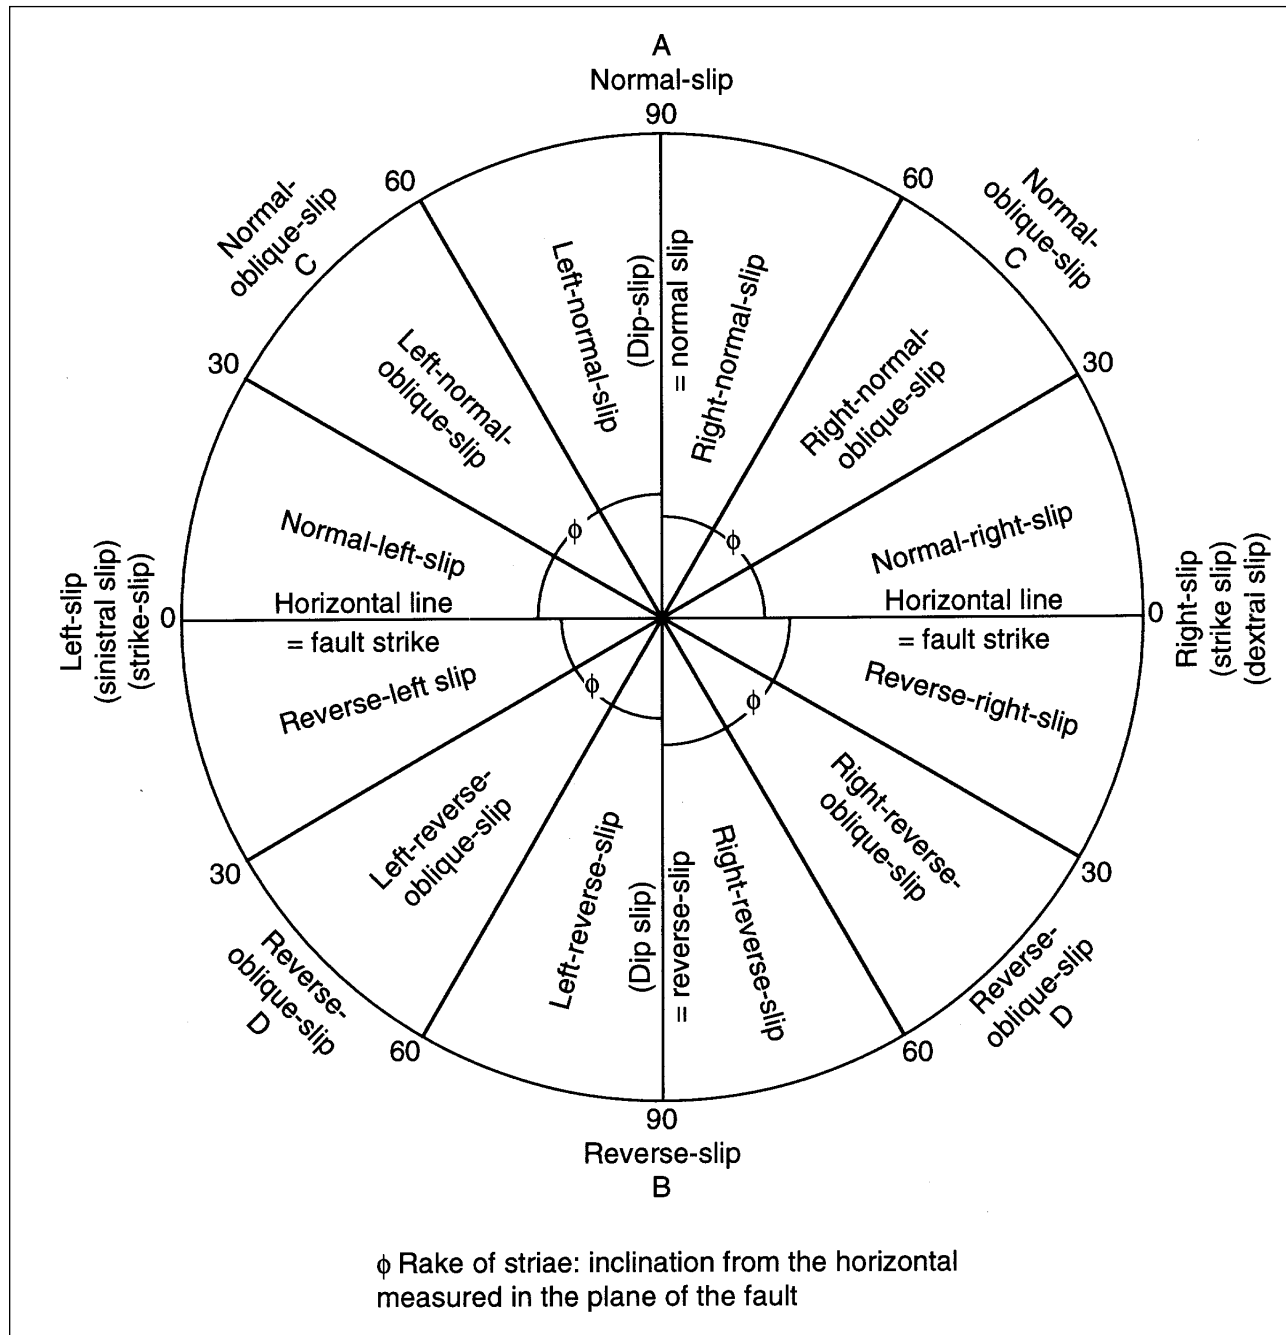 A
Normal-slip
90
60
60
Normal-
oblique-slip
C
Normal-
oblique-slip
C
Left-normal-slip
(Dip-slip)
= normal slip
Right-normal-slip
30
30
Left-normal-
oblique-slip
Right-normal-
oblique-slip
ϕ
ϕ
Normal-left-slip
Normal-right-slip
Left-slip
(sinistral slip)
(strike-slip)
0
Horizontal line
= fault strike
Horizontal line
= fault strike
0
Right-slip
(strike slip)
(dextral slip)
Reverse-left slip
Reverse-right-slip
ϕ
ϕ
Left-reverse-
oblique-slip
Right-reverse-
oblique-slip
30
30
Left-reverse-slip
(Dip slip)
= reverse-slip
Right-reverse-slip
Reverse-
oblique-slip
D
Reverse-
oblique-slip
D
60
60
90
Reverse-slip
B
ϕ Rake of striae: inclination from the horizontal
measured in the plane of the fault